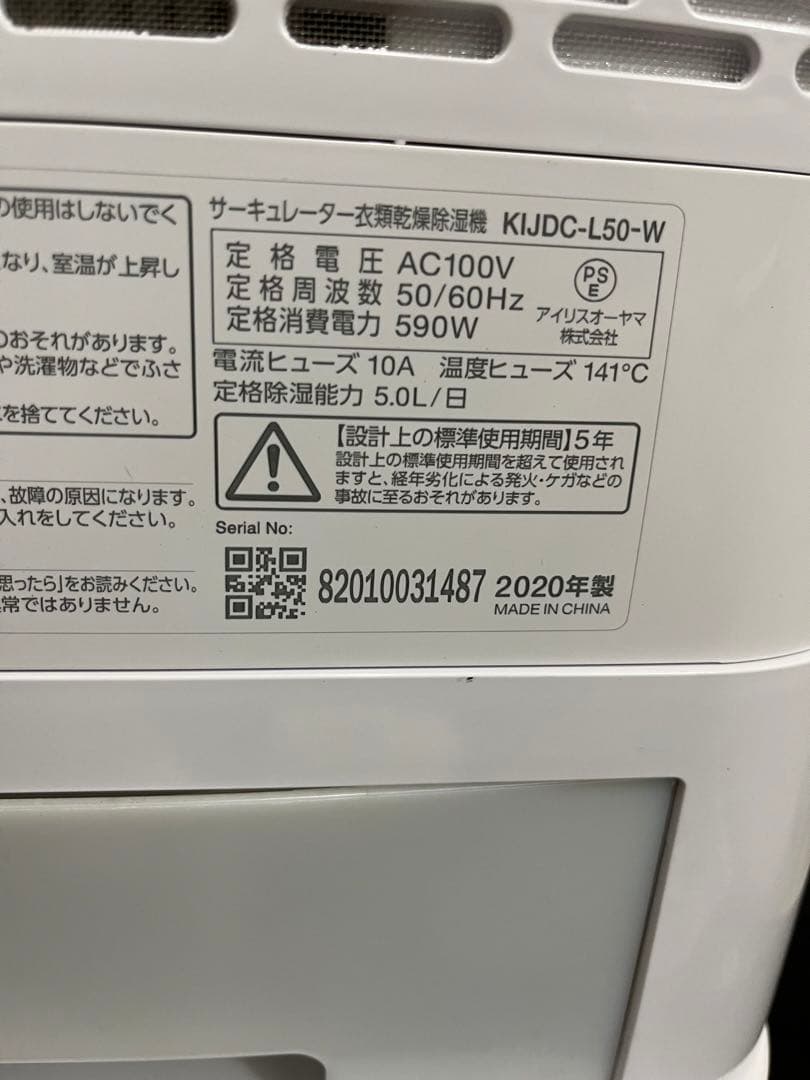 の使用はしないでく
なり、室温が上昇し
のおそれがあります。
や洗濯物などでふさ
を捨ててください。
、故障の原因になります。
入れをしてください。
思ったら」をお読みください。
常ではありません。
サーキュレーター衣類乾燥除湿機 KIJDC-L50-W
定格電圧 AC100V
定格周波数 50/60Hz
定格消費電力 590W
PS
E
アイリスオーヤマ
株式会社
電流ヒューズ 10A 温度ヒューズ 141℃
定格除湿能力 5.0L/日
【設計上の標準使用期間】5年
設計上の標準使用期間を超えて使用され
ますと、経年劣化による発火・ケガなどの
事故に至るおそれがあります。
Serial No:
82010031487 2020年製
MADE IN CHINA